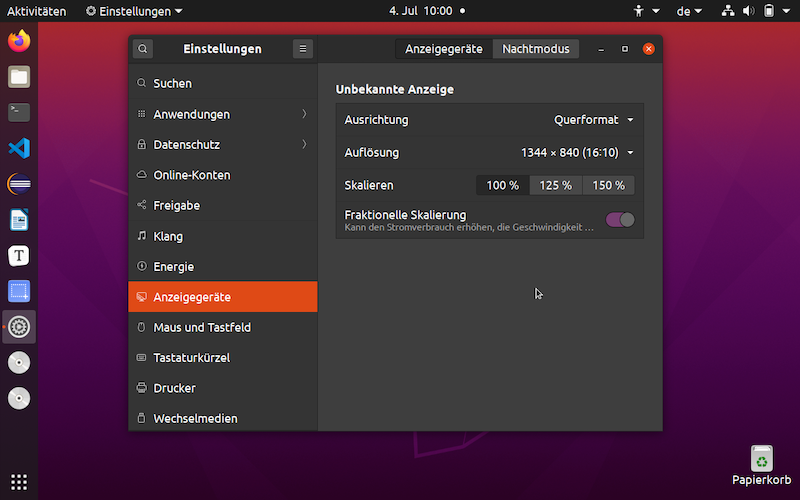 Aktivitäten
Einstellungen
4. Jul 10:00
de
Einstellungen
Anzeigegeräte
Nachtmodus
Suchen
Anwendungen
Datenschutz
Online-Konten
Freigabe
Klang
Energie
Anzeigegeräte
Maus und Tastfeld
Tastaturkürzel
Drucker
Wechselmedien
Unbekannte Anzeige
Ausrichtung
Querformat
Auflösung
1344 × 840 (16:10)
Skalieren
100 %
125 %
150 %
Fraktionelle Skalierung
Kann den Stromverbrauch erhöhen, die Geschwindigkeit …
T
Papierkorb